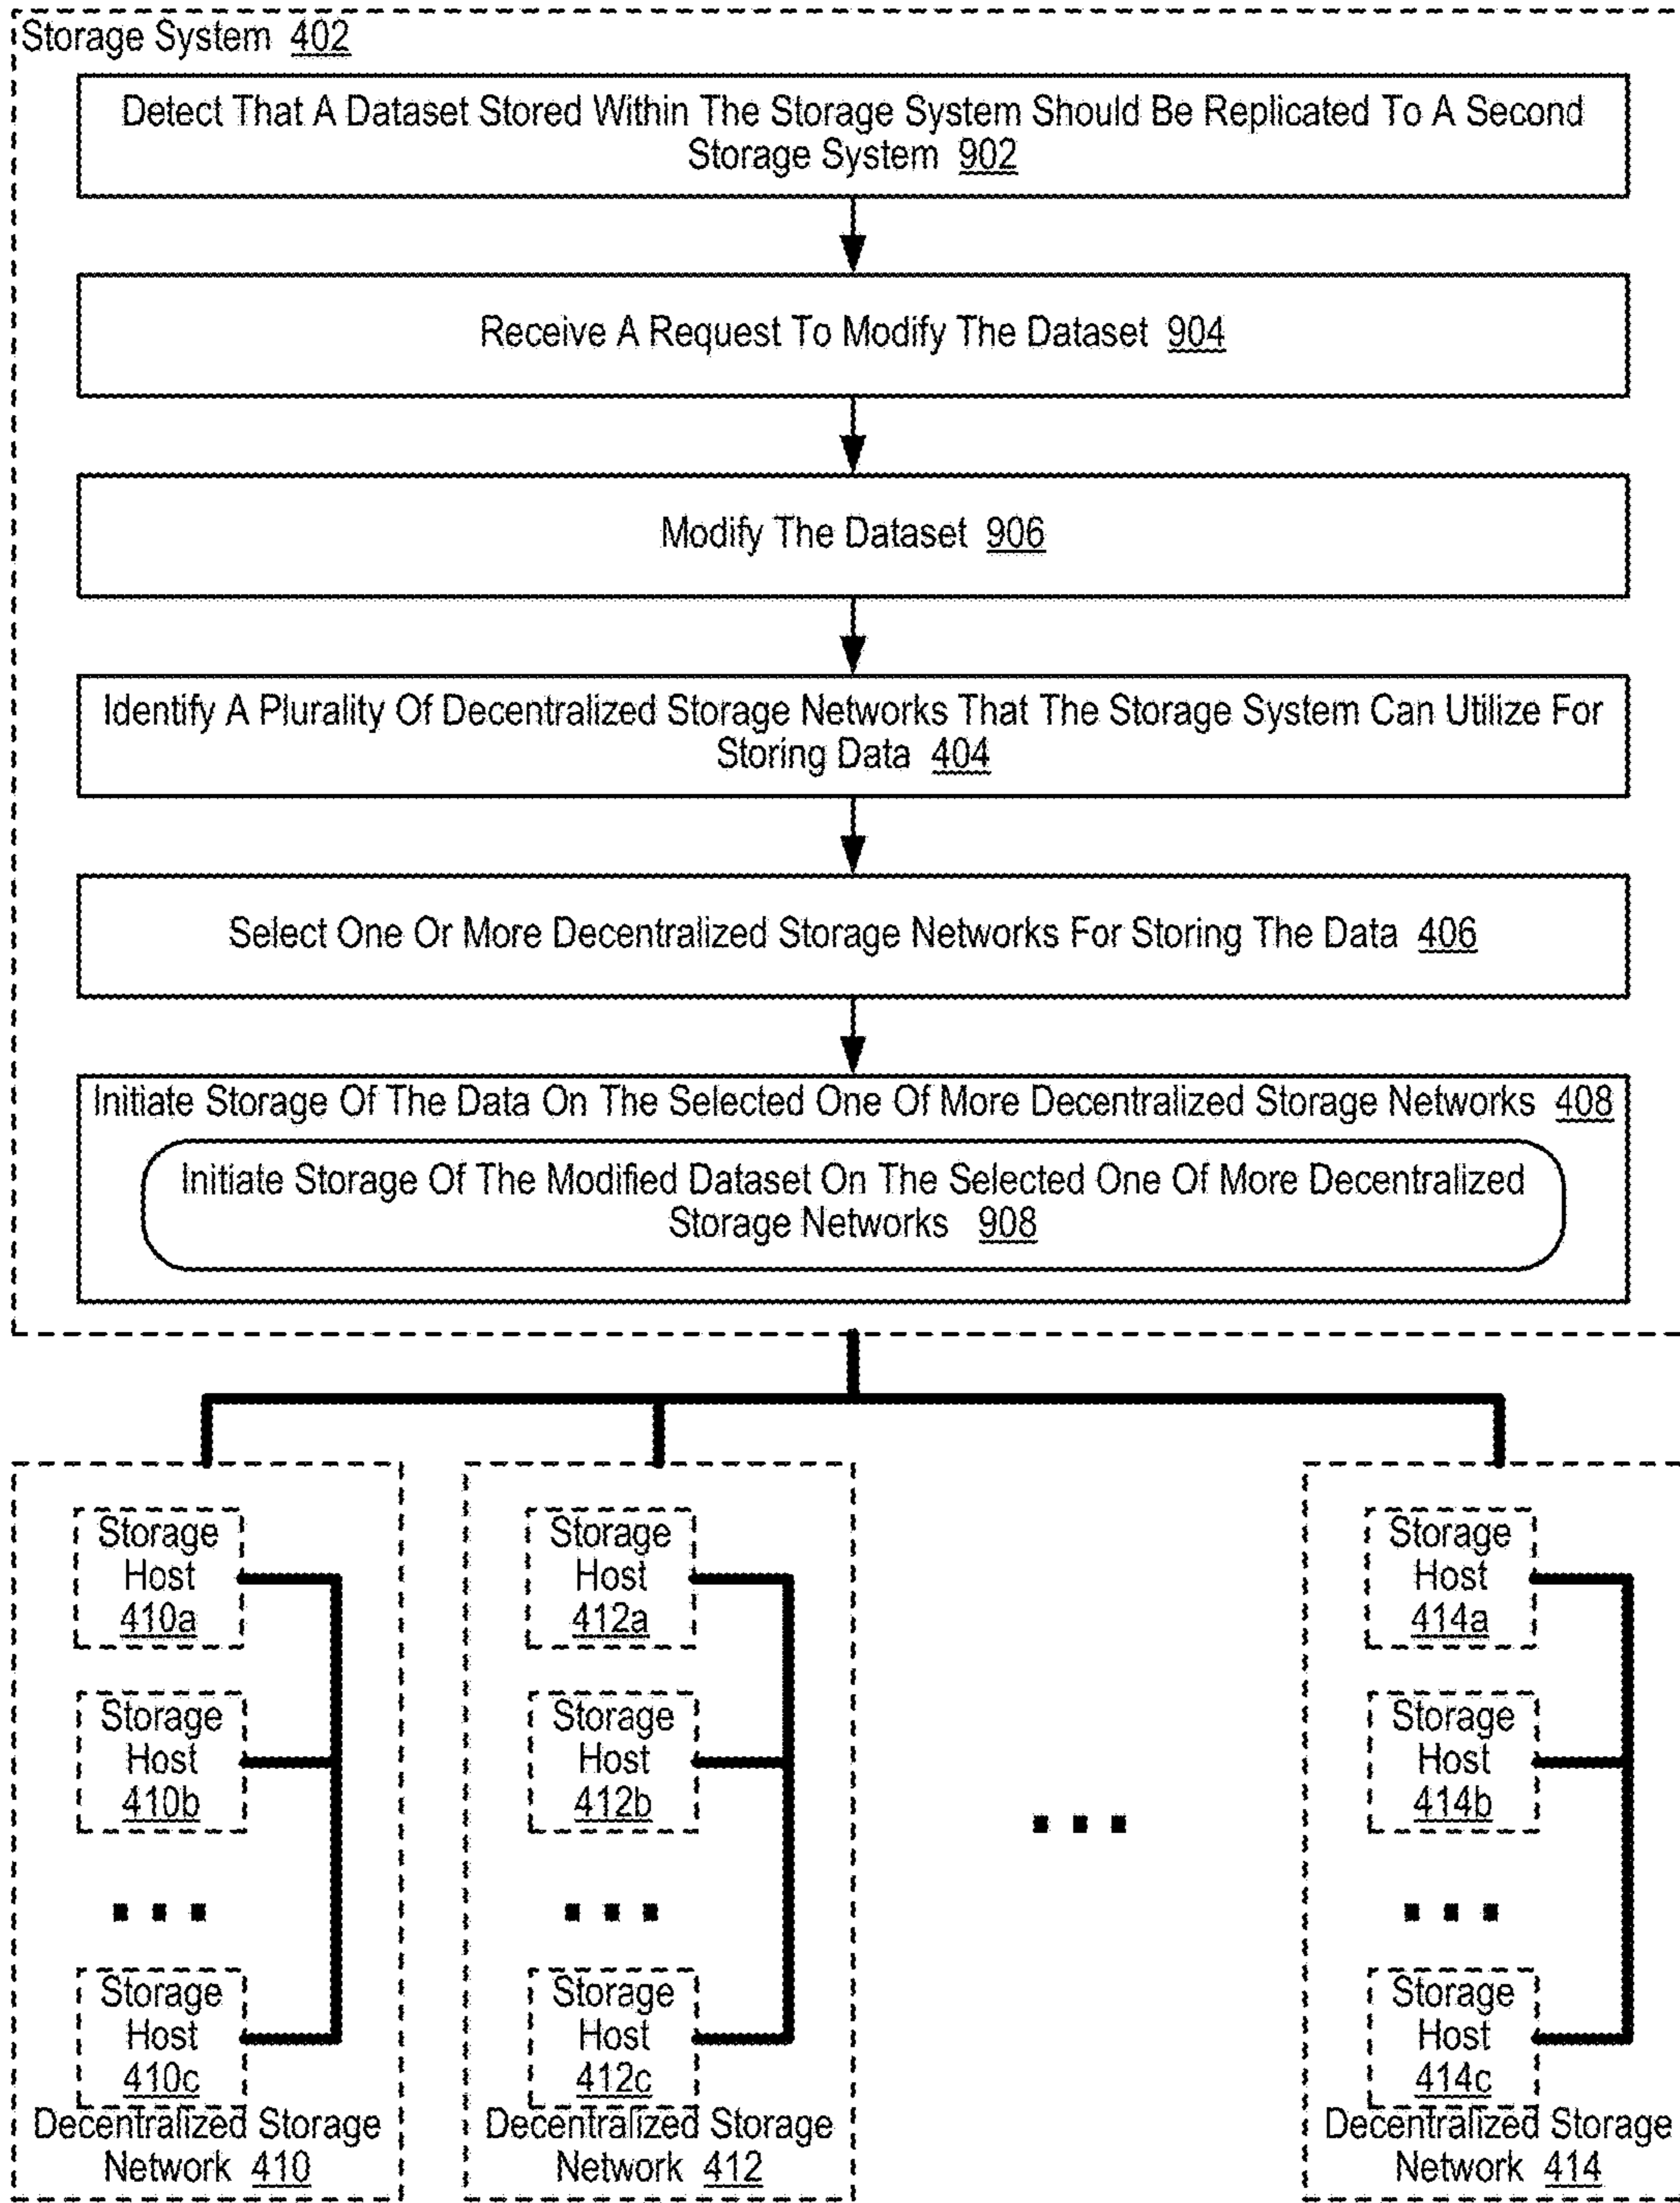 Storage System 402
Detect That A Dataset Stored Within The Storage System Should Be Replicated To A Second
Storage System 902
Receive A Request To Modify The Dataset 904
Modify The Dataset 906
Identify A Plurality Of Decentralized Storage Networks That The Storage System Can Utilize For
Storing Data 404
Select One Or More Decentralized Storage Networks For Storing The Data 406
Initiate Storage Of The Data On The Selected One Of More Decentralized Storage Networks 408
Initiate Storage Of The Modified Dataset On The Selected One Of More Decentralized
Storage Networks 908
Storage
Host
410a
Storage
Host
410b
Storage
Host
410c
Decentralized Storage
Network 410
Storage
Host
412a
Storage
Host
412b
Storage
Host
412c
Decentralized Storage
Network 412
Storage
Host
414a
Storage
Host
414b
Storage
Host
414c
Decentralized Storage
Network 414